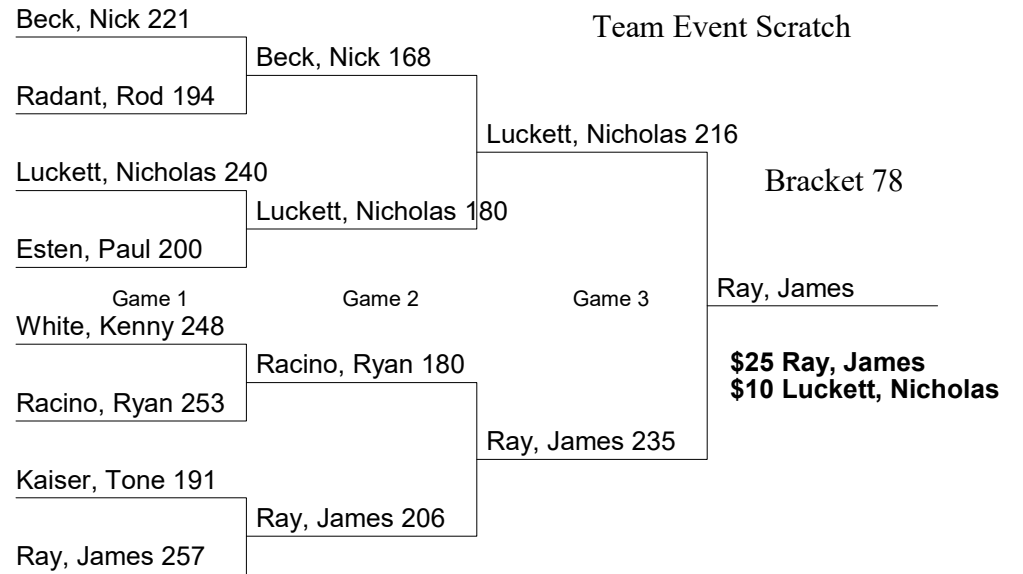 Beck, Nick 221
Team Event Scratch
Beck, Nick 168
Radant, Rod 194
Luckett, Nicholas 216
Luckett, Nicholas 240
Bracket 78
Luckett, Nicholas 180
Esten, Paul 200
Game 1
Game 2
Game 3
Ray, James
White, Kenny 248
Racino, Ryan 180
$25 Ray, James
$10 Luckett, Nicholas
Racino, Ryan 253
Ray, James 235
Kaiser, Tone 191
Ray, James 206
Ray, James 257